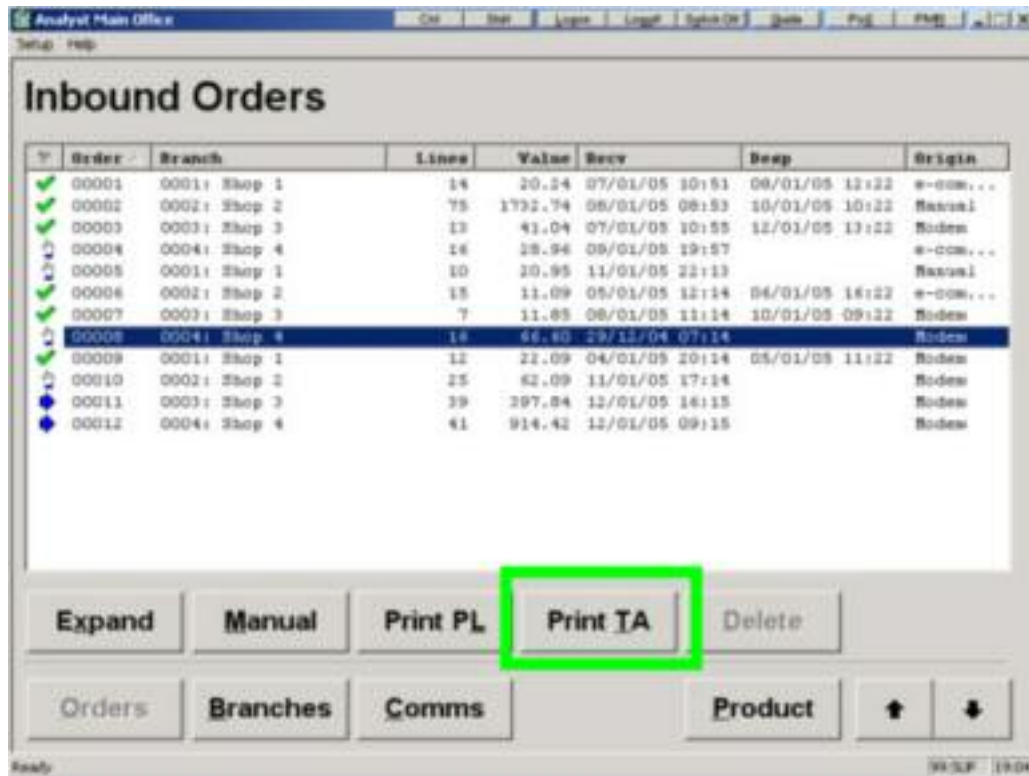 Analyst Main Office
Setup Help
Inbound Orders
Order Branch Lines Value Recv Desp Origin
00001 0001: Shop 1 14 20.24 07/01/05 10:51 08/01/05 12:22 e-com...
00002 0002: Shop 2 75 1732.74 08/01/05 08:53 10/01/05 10:22 Manual
00003 0003: Shop 3 13 41.04 07/01/05 10:55 12/01/05 13:22 Modem
00004 0004: Shop 4 16 28.96 09/01/05 19:57 e-com...
00005 0001: Shop 1 10 20.95 11/01/05 22:13 Manual
00006 0002: Shop 2 15 11.09 05/01/05 12:14 06/01/05 16:22 e-com...
00007 0003: Shop 3 7 11.85 08/01/05 11:14 10/01/05 09:22 Modem
00008 0004: Shop 4 16 66.60 29/12/04 07:14 Modem
00009 0001: Shop 1 12 22.09 04/01/05 20:14 05/01/05 11:22 Modem
00010 0002: Shop 2 25 62.09 11/01/05 17:14 Modem
00011 0003: Shop 3 39 397.84 12/01/05 16:15 Modem
00012 0004: Shop 4 41 914.42 12/01/05 09:15 Modem
Expand Manual Print PL Print TA Delete
Orders Branches Comms Product
Ready